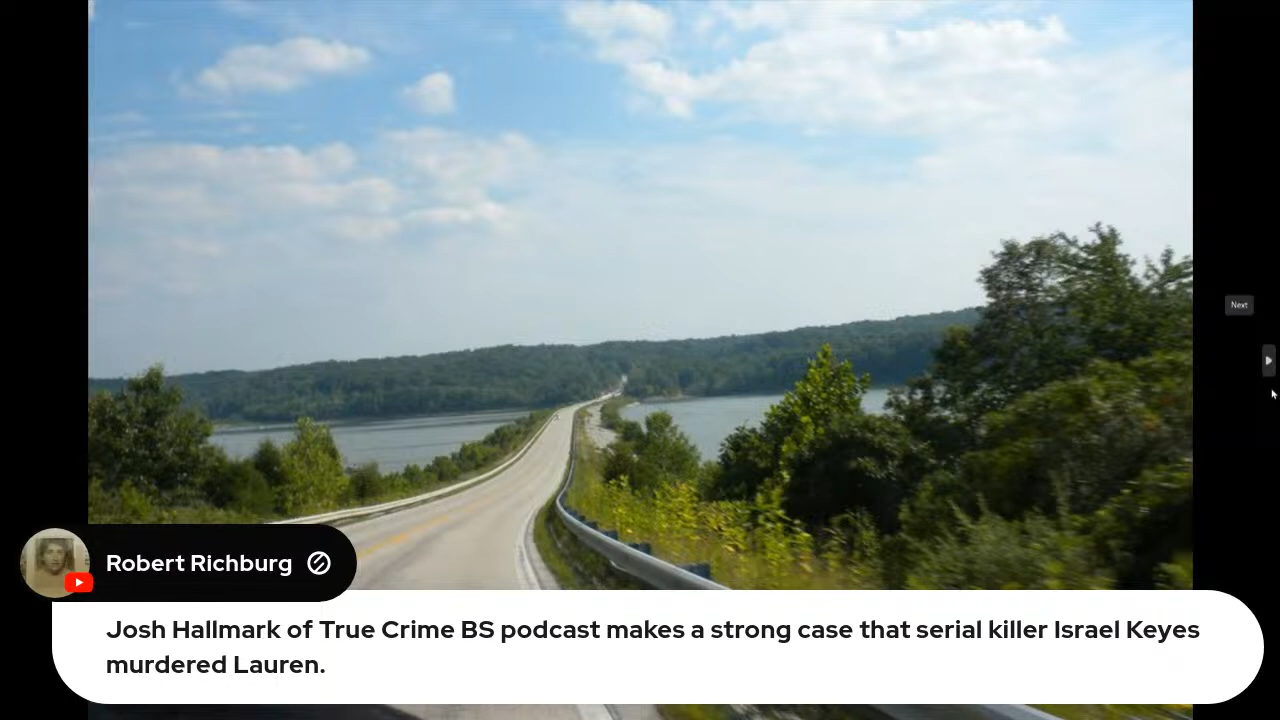 Next
Robert Richburg
Josh Hallmark of True Crime BS podcast makes a strong case that serial killer Israel Keyes
murdered Lauren.